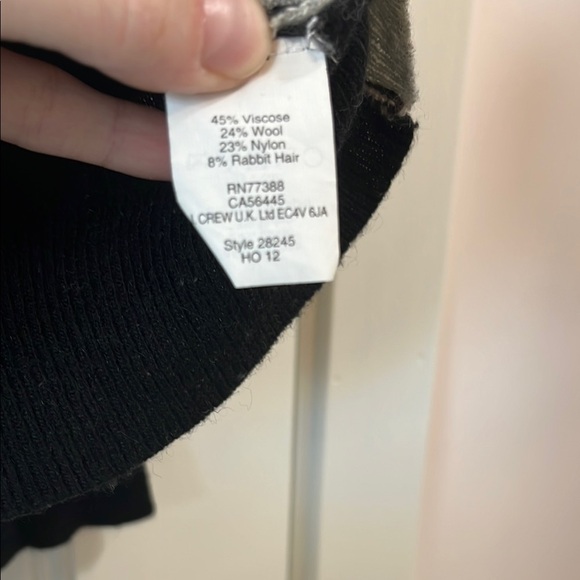 45% Viscose
24% Wool
23% Nylon
8% Rabbit Hair
RN77388
CA56445
J.CREW U.K. Ltd EC4V 6JA
Style 28245
HO 12